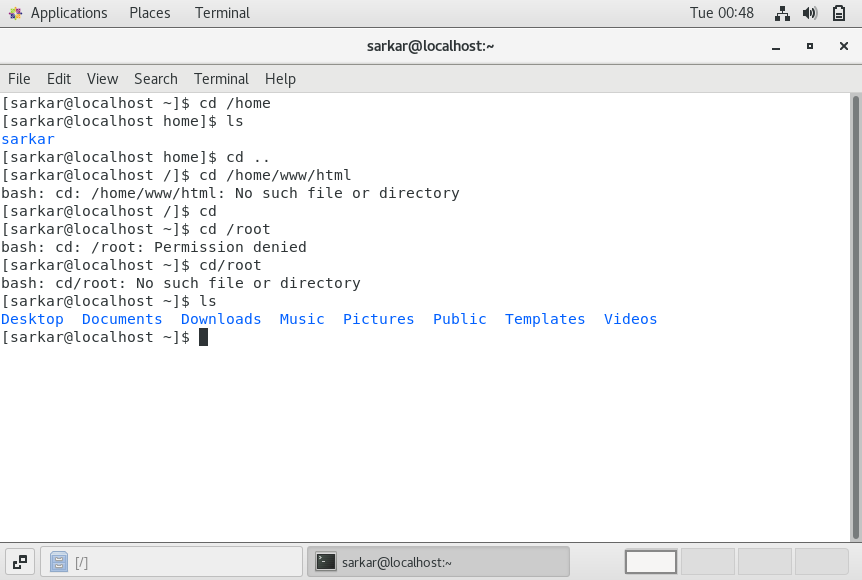 Applications Places Terminal Tue 00:48
sarkar@localhost:~
File Edit View Search Terminal Help
[sarkar@localhost ~]$ cd /home
[sarkar@localhost home]$ ls
sarkar
[sarkar@localhost home]$ cd ..
[sarkar@localhost /]$ cd /home/www/html
bash: cd: /home/www/html: No such file or directory
[sarkar@localhost /]$ cd
[sarkar@localhost ~]$ cd /root
bash: cd: /root: Permission denied
[sarkar@localhost ~]$ cd/root
bash: cd/root: No such file or directory
[sarkar@localhost ~]$ ls
Desktop Documents Downloads Music Pictures Public Templates Videos
[sarkar@localhost ~]$
[/] sarkar@localhost:~